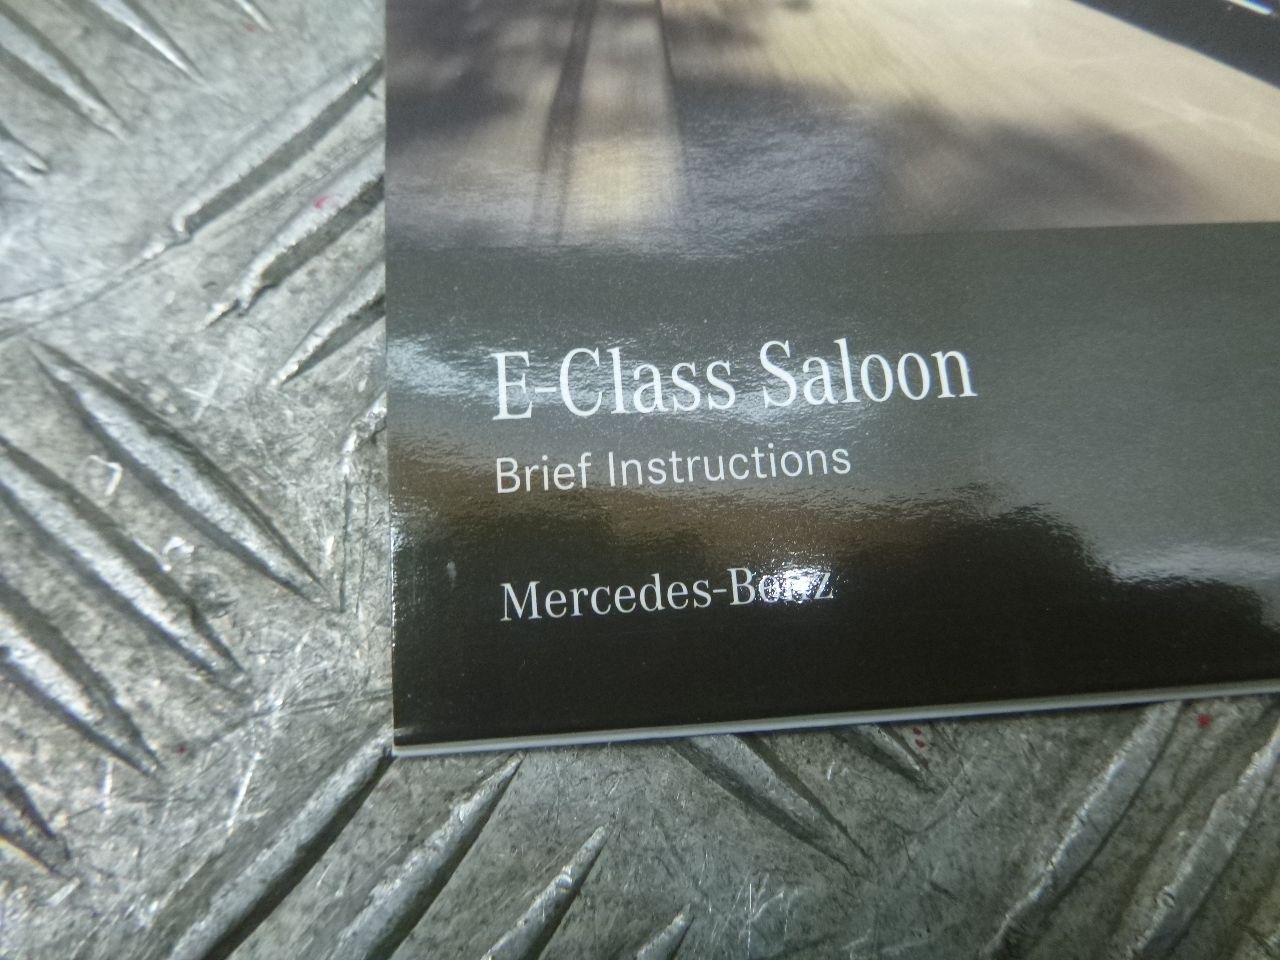 E-Class Saloon
Brief Instructions
Mercedes-Benz